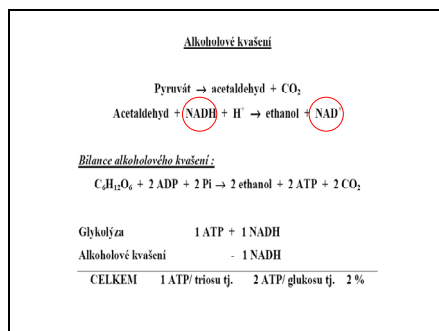 Alkoholové kvašení
Pyruvát → acetaldehyd + CO₂
Acetaldehyd + NADH + H⁺ → ethanol + NAD⁺
Bilance alkoholového kvašení :
C₆H₁₂O₆ + 2 ADP + 2 Pi → 2 ethanol + 2 ATP + 2 CO₂
Glykolýza 1 ATP + 1 NADH
Alkoholové kvašení - 1 NADH
CELKEM 1 ATP/ triosu tj. 2 ATP/glukosu tj. 2 %